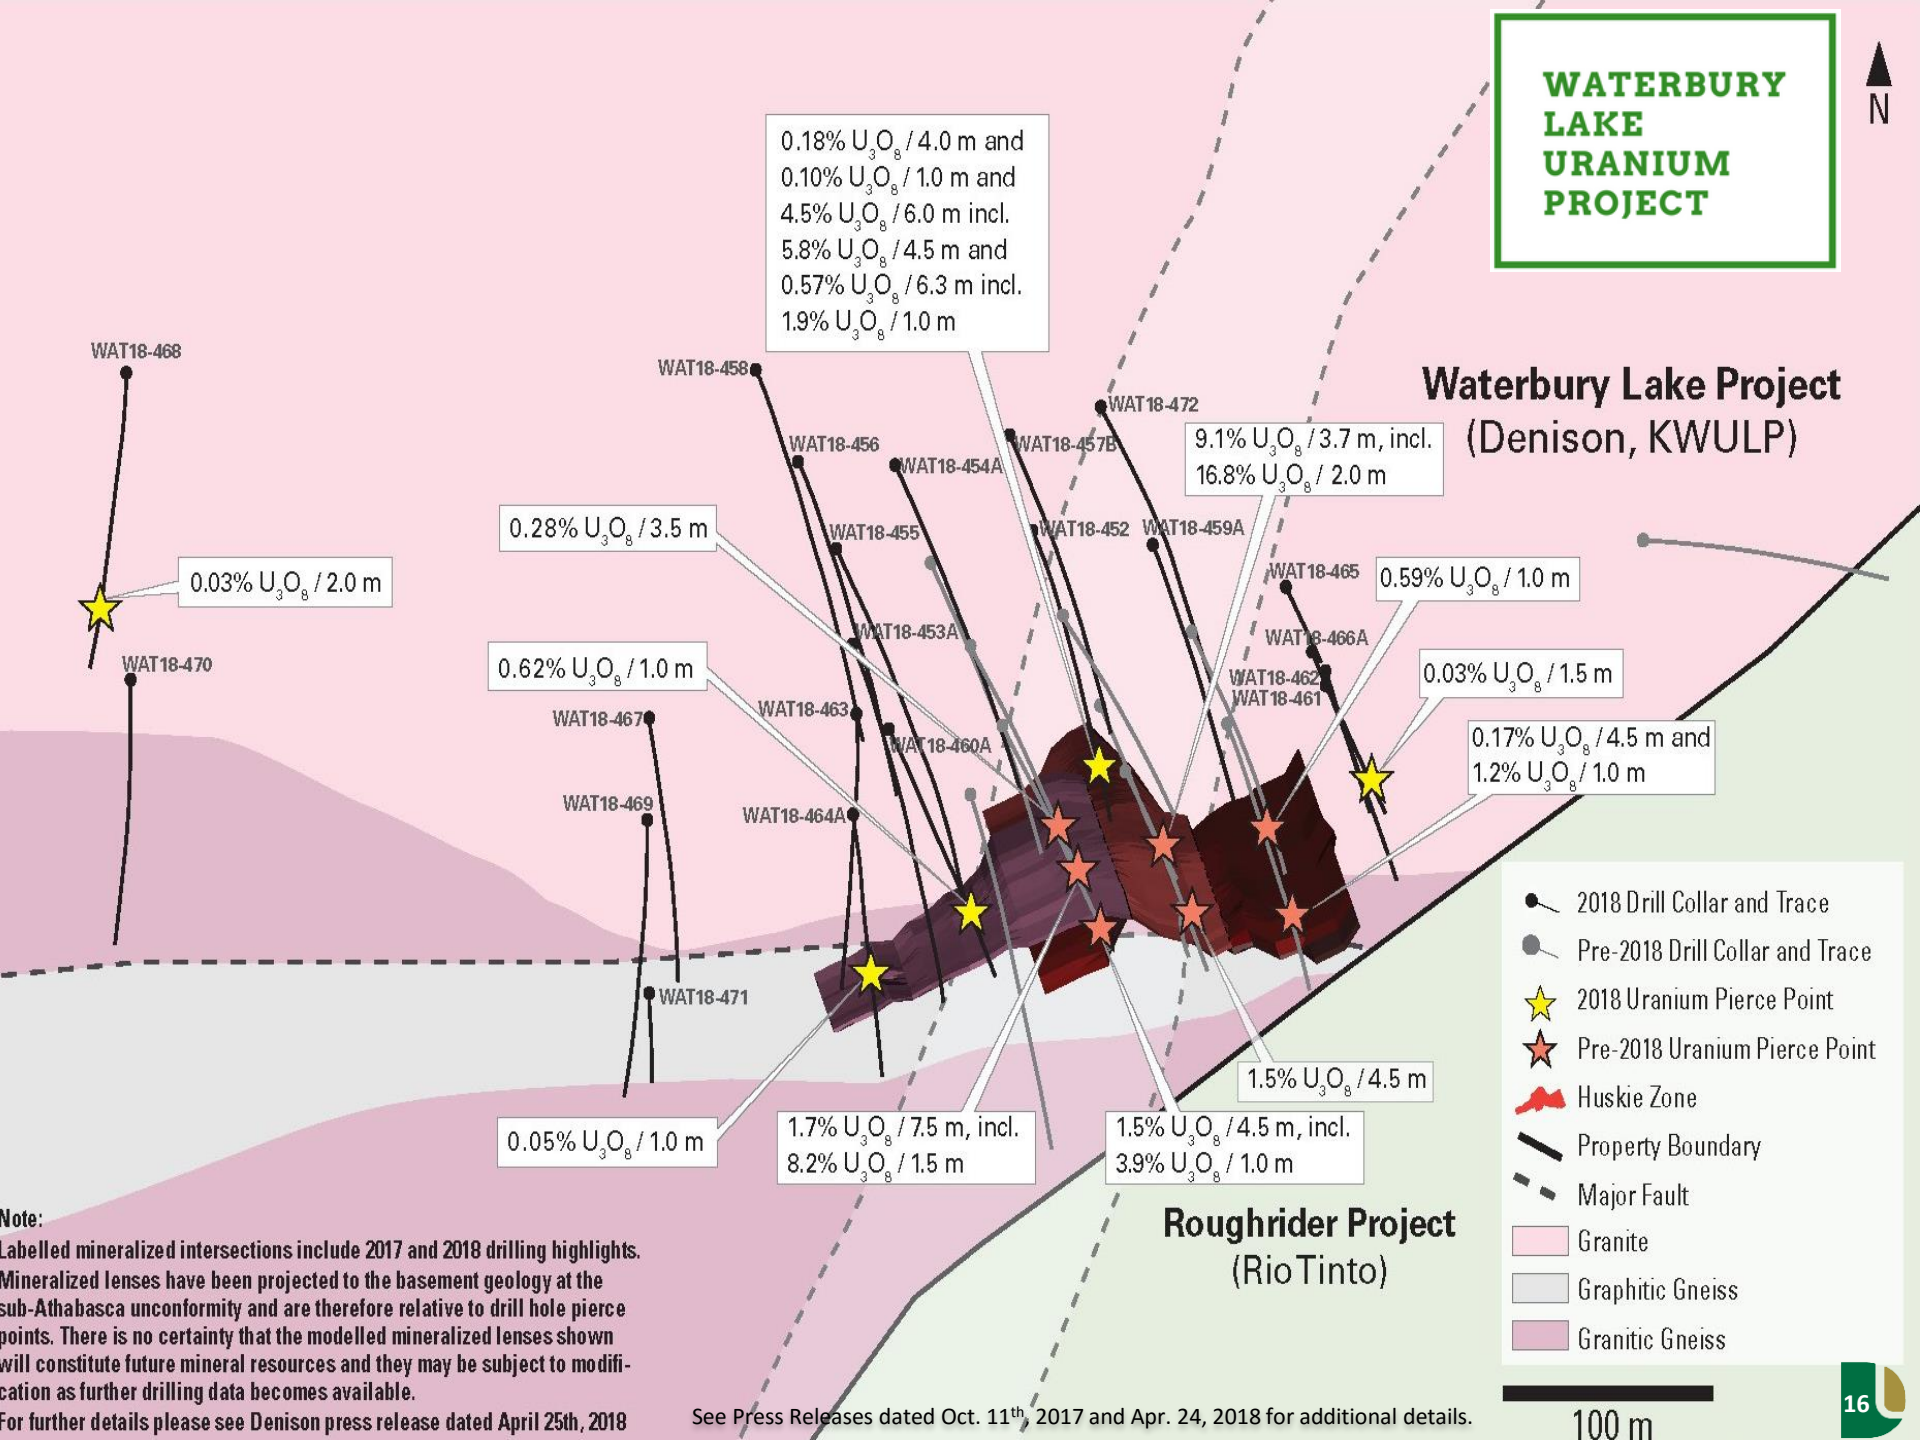 WATERBURY
LAKE
URANIUM
PROJECT
N
0.18% U₃O₈ / 4.0 m and
0.10% U₃O₈ / 1.0 m and
4.5% U₃O₈ / 6.0 m incl.
5.8% U₃O₈ / 4.5 m and
0.57% U₃O₈ / 6.3 m incl.
1.9% U₃O₈ / 1.0 m
WAT18-468
WAT18-458
WAT18-472
Waterbury Lake Project
(Denison, KWULP)
WAT18-456
WAT18-454A
WAT18-457B
9.1% U₃O₈ / 3.7 m, incl.
16.8% U₃O₈ / 2.0 m
0.28% U₃O₈ / 3.5 m
WAT18-455
WAT18-452
WAT18-459A
0.03% U₃O₈ / 2.0 m
WAT18-465
0.59% U₃O₈ / 1.0 m
WAT18-453A
WAT18-466A
WAT18-470
0.62% U₃O₈ / 1.0 m
WAT18-462
WAT18-461
0.03% U₃O₈ / 1.5 m
WAT18-467
WAT18-463
WAT18-460A
0.17% U₃O₈ / 4.5 m and
1.2% U₃O₈ / 1.0 m
WAT18-469
WAT18-464A
WAT18-471
2018 Drill Collar and Trace
Pre-2018 Drill Collar and Trace
2018 Uranium Pierce Point
Pre-2018 Uranium Pierce Point
Huskie Zone
Property Boundary
Major Fault
Granite
Graphitic Gneiss
Granitic Gneiss
1.5% U₃O₈ / 4.5 m
0.05% U₃O₈ / 1.0 m
1.7% U₃O₈ / 7.5 m, incl.
8.2% U₃O₈ / 1.5 m
1.5% U₃O₈ / 4.5 m, incl.
3.9% U₃O₈ / 1.0 m
Roughrider Project
(Rio Tinto)
Note:
Labelled mineralized intersections include 2017 and 2018 drilling highlights.
Mineralized lenses have been projected to the basement geology at the
sub-Athabasca unconformity and are therefore relative to drill hole pierce
points. There is no certainty that the modelled mineralized lenses shown
will constitute future mineral resources and they may be subject to modifi-
cation as further drilling data becomes available.
For further details please see Denison press release dated April 25th, 2018
See Press Releases dated Oct. 11th, 2017 and Apr. 24, 2018 for additional details.
100 m
16